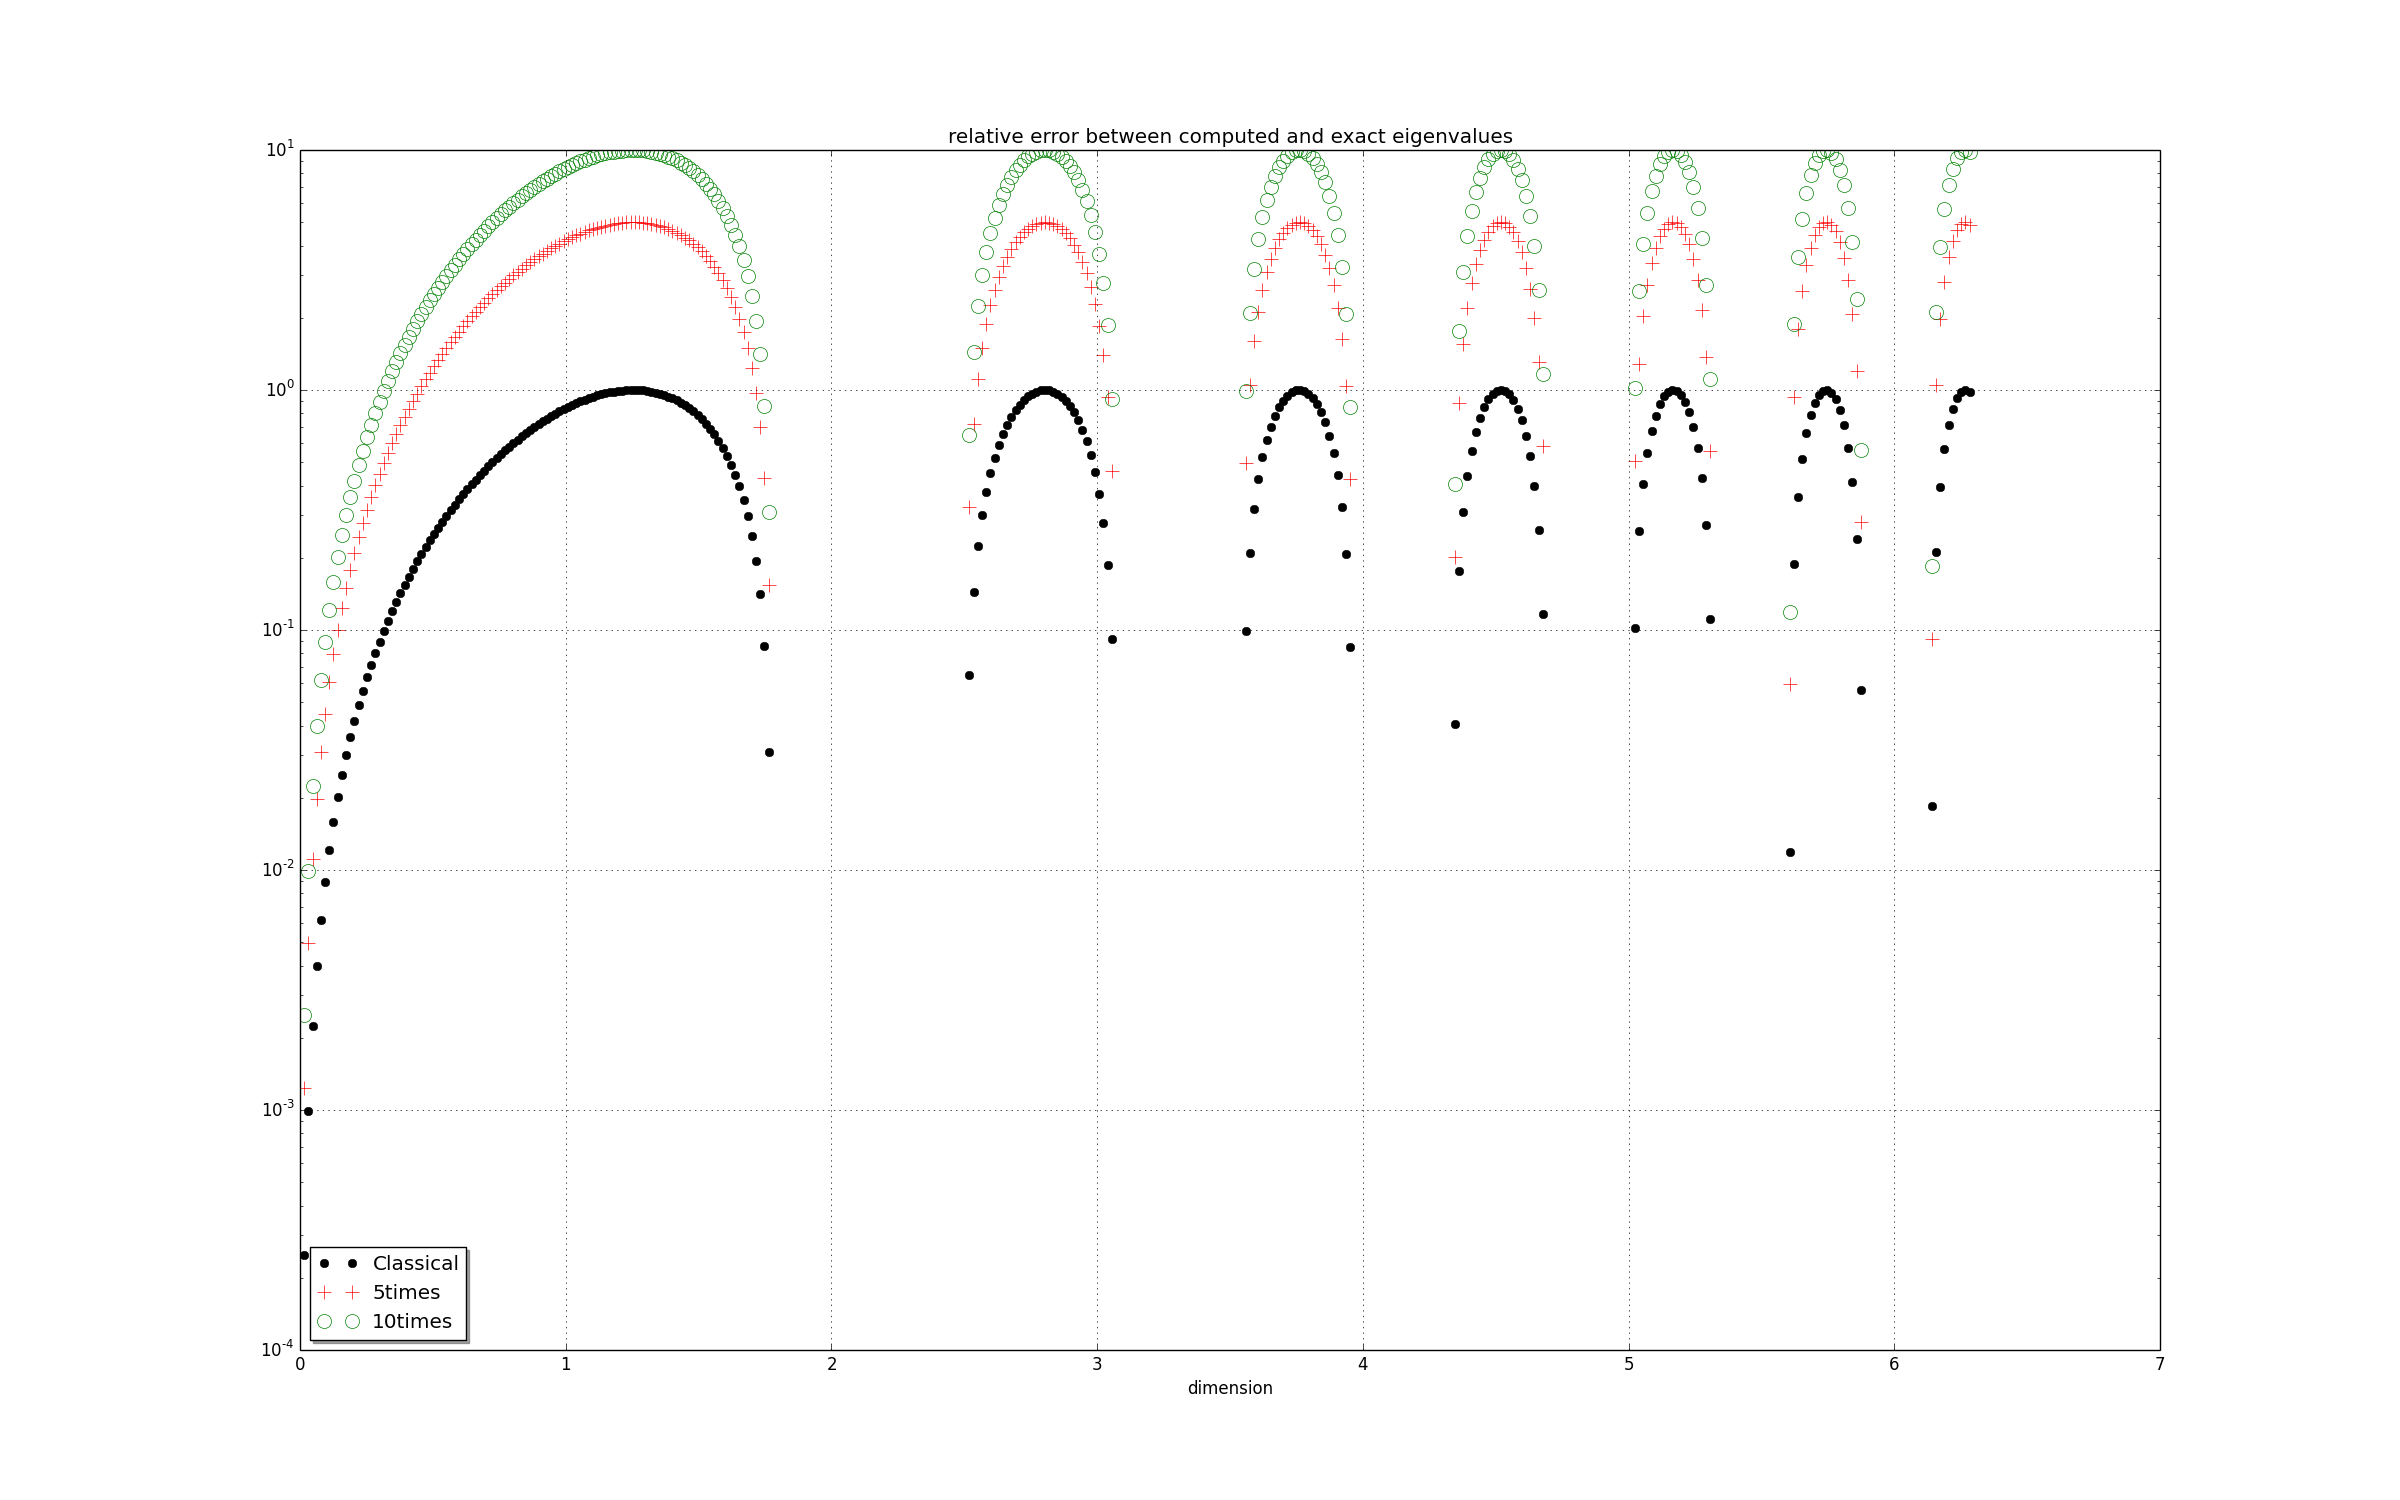 relative error between computed and exact eigenvalues
10^1
10^0
10^-1
10^-2
10^-3
10^-4
Classical
5times
10times
0 1 2 3 4 5 6 7
dimension